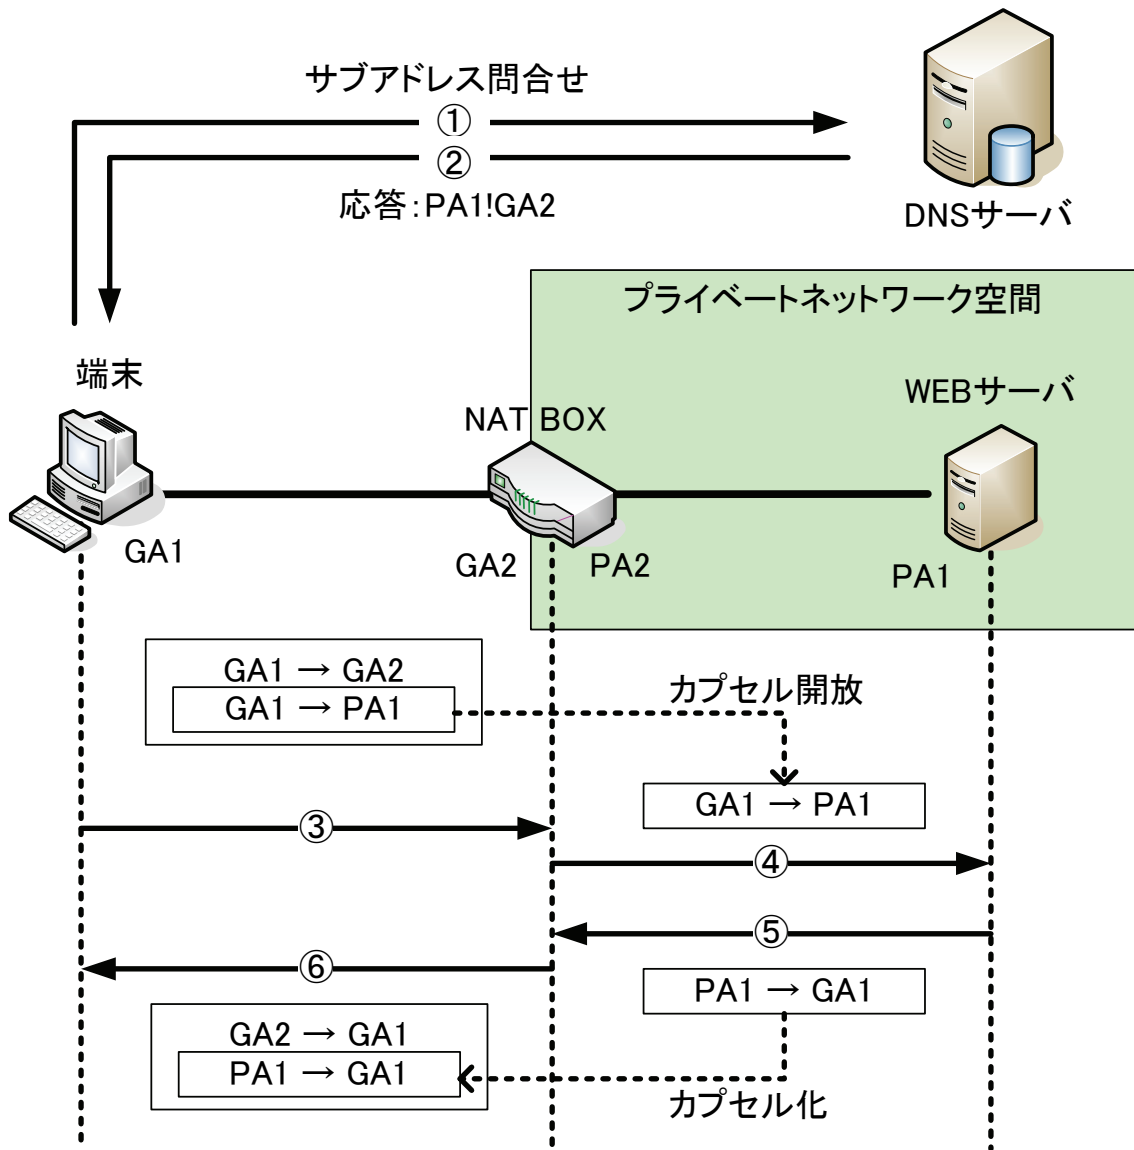 サブアドレス問合せ
①
②
応答：PA1!GA2
DNSサーバ
プライベートネットワーク空間
端末
WEBサーバ
NAT BOX
GA1
GA2
PA2
PA1
GA1 → GA2
GA1 → PA1
カプセル開放
GA1 → PA1
③
④
⑤
⑥
PA1 → GA1
GA2 → GA1
PA1 → GA1
カプセル化